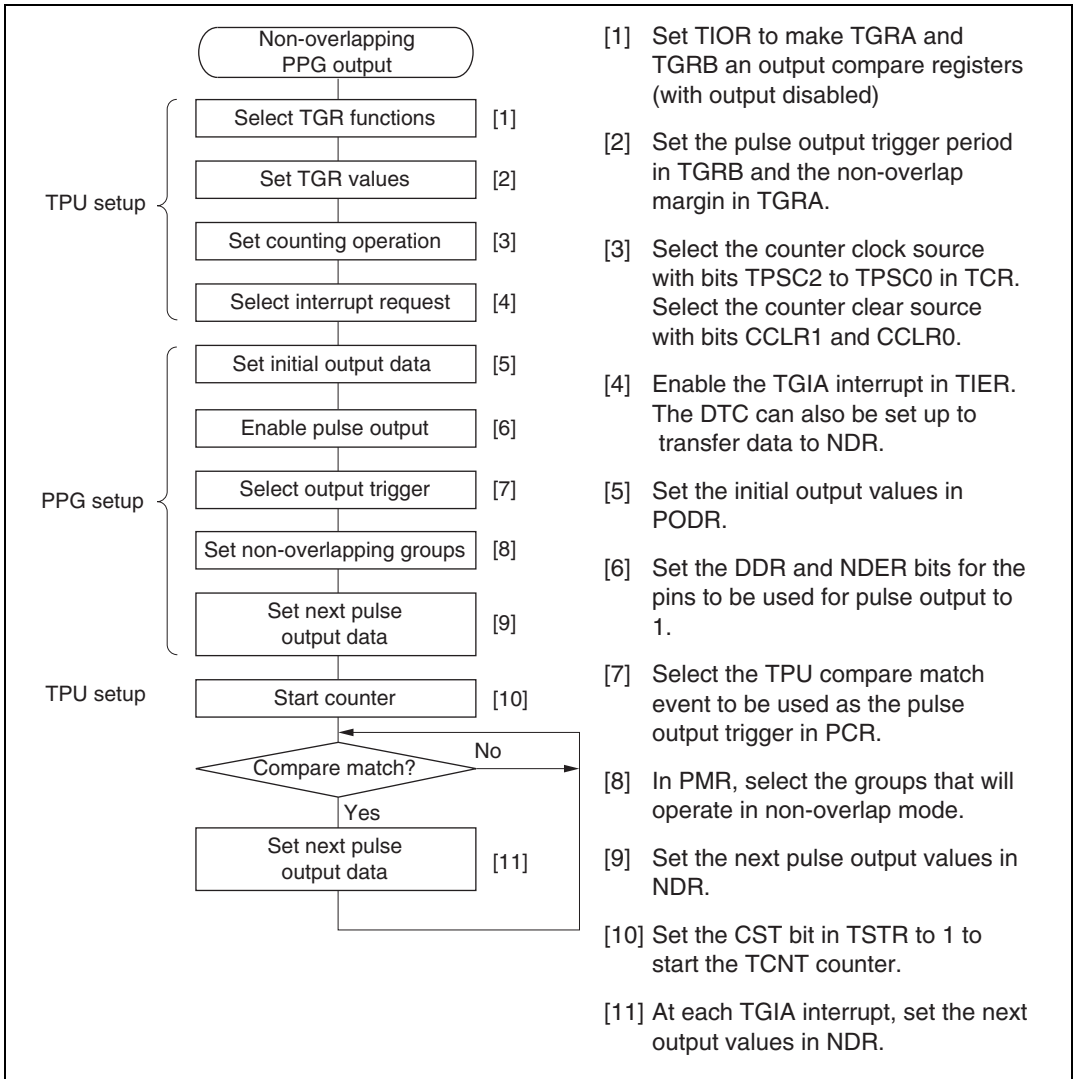 Non-overlapping
PPG output
TPU setup
Select TGR functions [1]
Set TGR values [2]
Set counting operation [3]
Select interrupt request [4]
PPG setup
Set initial output data [5]
Enable pulse output [6]
Select output trigger [7]
Set non-overlapping groups [8]
Set next pulse
output data
[9]
TPU setup
Start counter [10]
Compare match?
No
Yes
Set next pulse
output data
[11]
[1] Set TIOR to make TGRA and
TGRB an output compare registers
(with output disabled)
[2] Set the pulse output trigger period
in TGRB and the non-overlap
margin in TGRA.
[3] Select the counter clock source
with bits TPSC2 to TPSC0 in TCR.
Select the counter clear source
with bits CCLR1 and CCLR0.
[4] Enable the TGIA interrupt in TIER.
The DTC can also be set up to
transfer data to NDR.
[5] Set the initial output values in
PODR.
[6] Set the DDR and NDER bits for the
pins to be used for pulse output to
1.
[7] Select the TPU compare match
event to be used as the pulse
output trigger in PCR.
[8] In PMR, select the groups that will
operate in non-overlap mode.
[9] Set the next pulse output values in
NDR.
[10] Set the CST bit in TSTR to 1 to
start the TCNT counter.
[11] At each TGIA interrupt, set the next
output values in NDR.